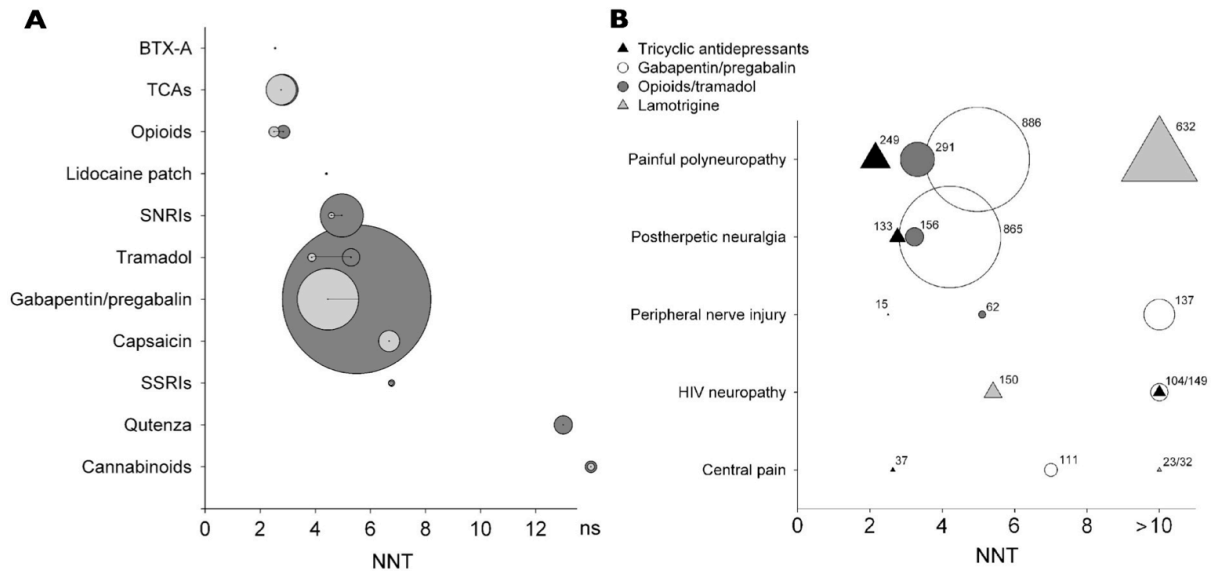 A
BTX-A
TCAs
Opioids
Lidocaine patch
SNRIs
Tramadol
Gabapentin/pregabalin
Capsaicin
SSRIs
Qutenza
Cannabinoids
0 2 4 6 8 10 12 ns
NNT
B
Tricyclic antidepressants
Gabapentin/pregabalin
Opioids/tramadol
Lamotrigine
Painful polyneuropathy
249
291
886
632
Postherpetic neuralgia
133
156
865
Peripheral nerve injury
15
62
137
HIV neuropathy
150
104/149
Central pain
37
111
23/32
0 2 4 6 >10
NNT